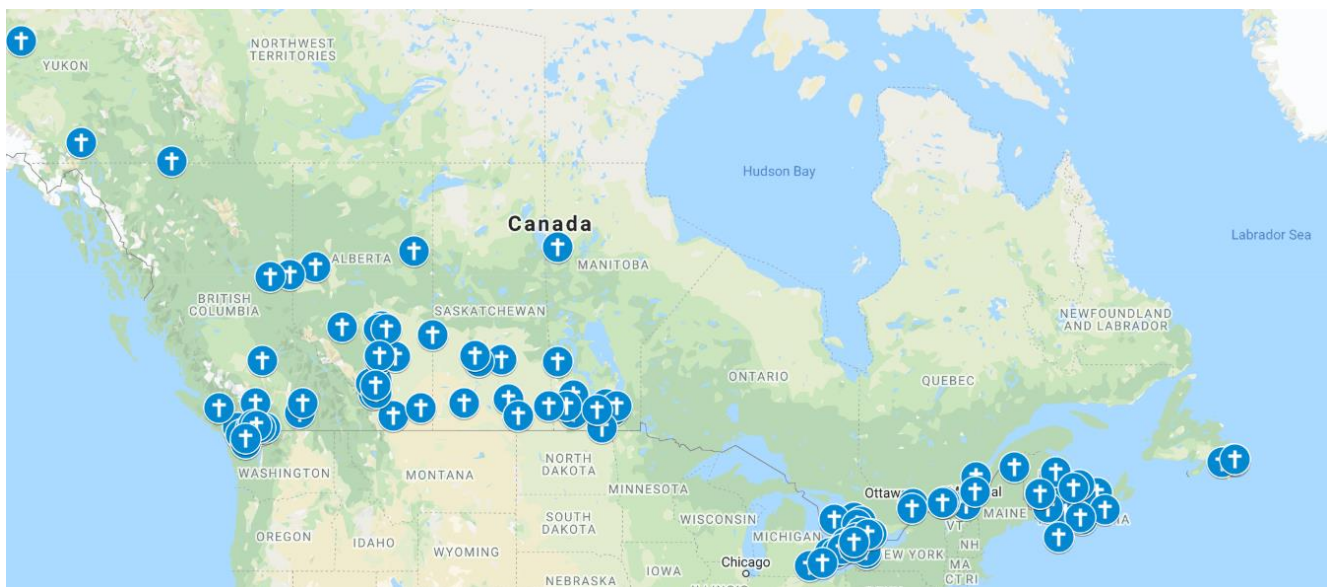 YUKON
NORTHWEST
TERRITORIES
Hudson Bay
Canada
Labrador Sea
ALBERTA
MANITOBA
BRITISH
COLUMBIA
SASKATCHEWAN
NEWFOUNDLAND
AND LABRADOR
ONTARIO
QUEBEC
WASHINGTON
MONTANA
NORTH
DAKOTA
MINNESOTA
Ottawa
MAINE
OREGON
IDAHO
SOUTH
DAKOTA
WISCONSIN
MICHIGAN
VT
NH
WYOMING
Chicago
NEW YORK
MA
CT RI
NEBRASKA
IOWA